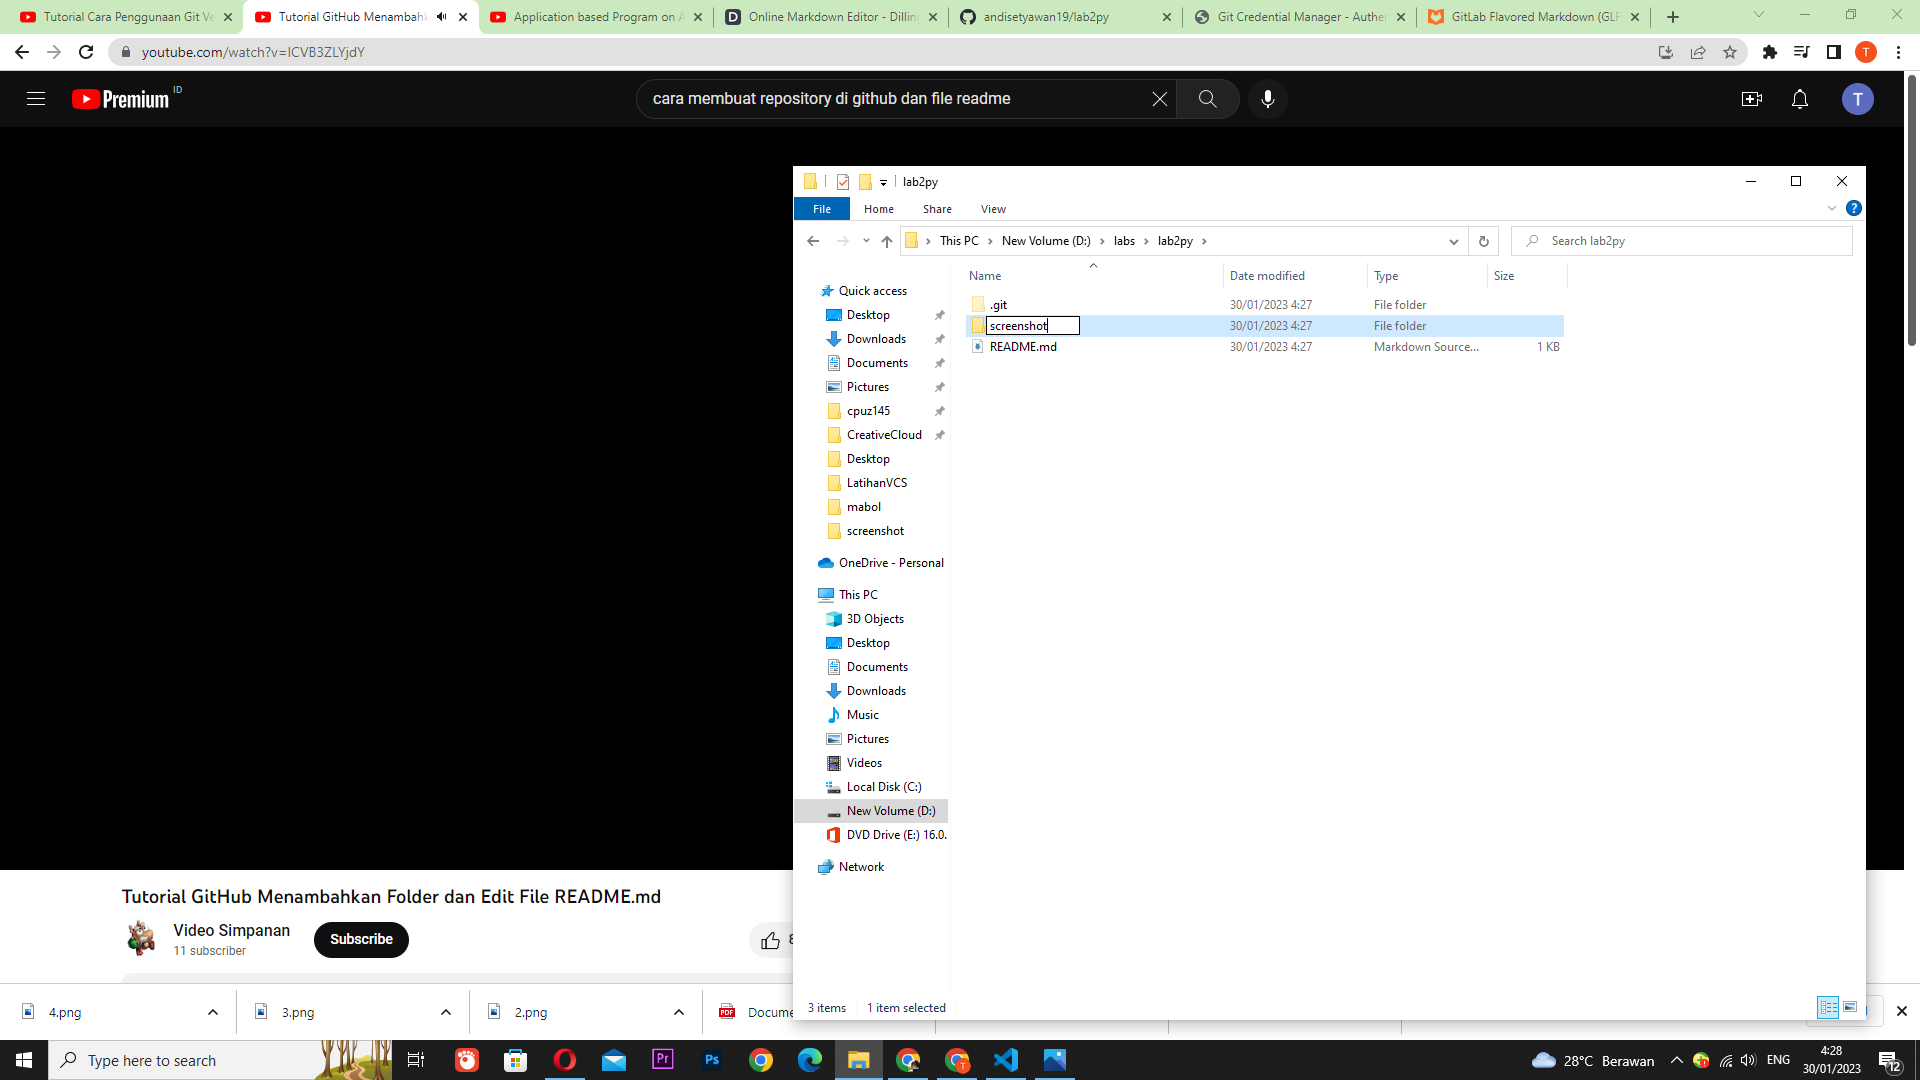 Tutorial Cara Penggunaan Git Ve
Tutorial GitHub Menambahk
Application based Program on A
Online Markdown Editor - Dilling
andisetyawan19/lab2py
Git Credential Manager - Authen
GitLab Flavored Markdown (GLF
youtube.com/watch?v=ICVB3ZLYjdY
T
Premium
ID
cara membuat repository di github dan file readme
T
lab2py
File
Home
Share
View
This PC
New Volume (D:)
labs
lab2py
Search lab2py
Name
Date modified
Type
Size
.git
30/01/2023 4:27
File folder
screenshot
30/01/2023 4:27
File folder
README.md
30/01/2023 4:27
Markdown Source...
1 KB
Quick access
Desktop
Downloads
Documents
Pictures
cpuz145
CreativeCloud
Desktop
LatihanVCS
mabol
screenshot
OneDrive - Personal
This PC
3D Objects
Desktop
Documents
Downloads
Music
Pictures
Videos
Local Disk (C:)
New Volume (D:)
DVD Drive (E:) 16.0.
Network
3 items
1 item selected
Tutorial GitHub Menambahkan Folder dan Edit File README.md
Video Simpanan
11 subscriber
Subscribe
4.png
3.png
2.png
PDF
Docume
Type here to search
Pr
Ps
T
28°C Berawan
ENG
4:28
30/01/2023
12